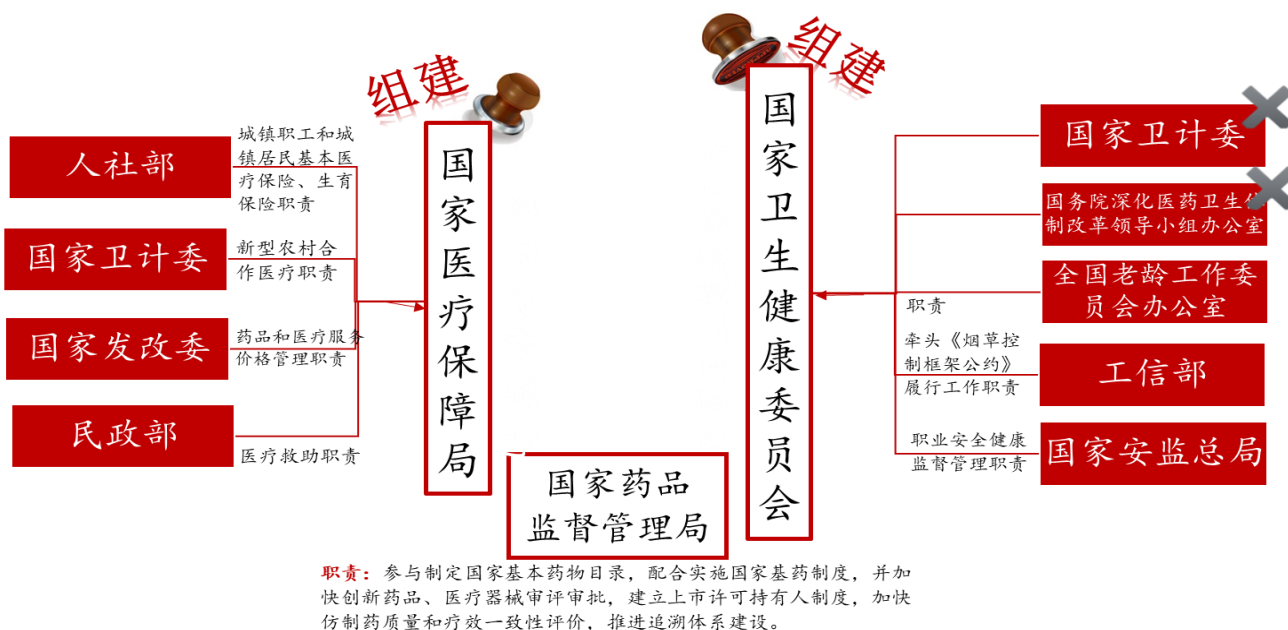 组建
组建
人社部
城镇职工和城
镇居民基本医
疗保险、生育
保险职责
国家卫计委
新型农村合
作医疗职责
国家发改委
药品和医疗服务
价格管理职责
民政部
医疗救助职责
国家医疗保障局
国家卫生健康委员会
国家卫计委
国务院深化医药卫生体
制改革领导小组办公室
全国老龄工作委
员会办公室
职责
工信部
牵头《烟草控
制框架公约》
履行工作职责
国家安监总局
职业安全健康
监督管理职责
国家药品
监督管理局
职责：参与制定国家基本药物目录，配合实施国家基药制度，并加
快创新药品、医疗器械审评审批，建立上市许可持有人制度，加快
仿制药质量和疗效一致性评价，推进追溯体系建设。